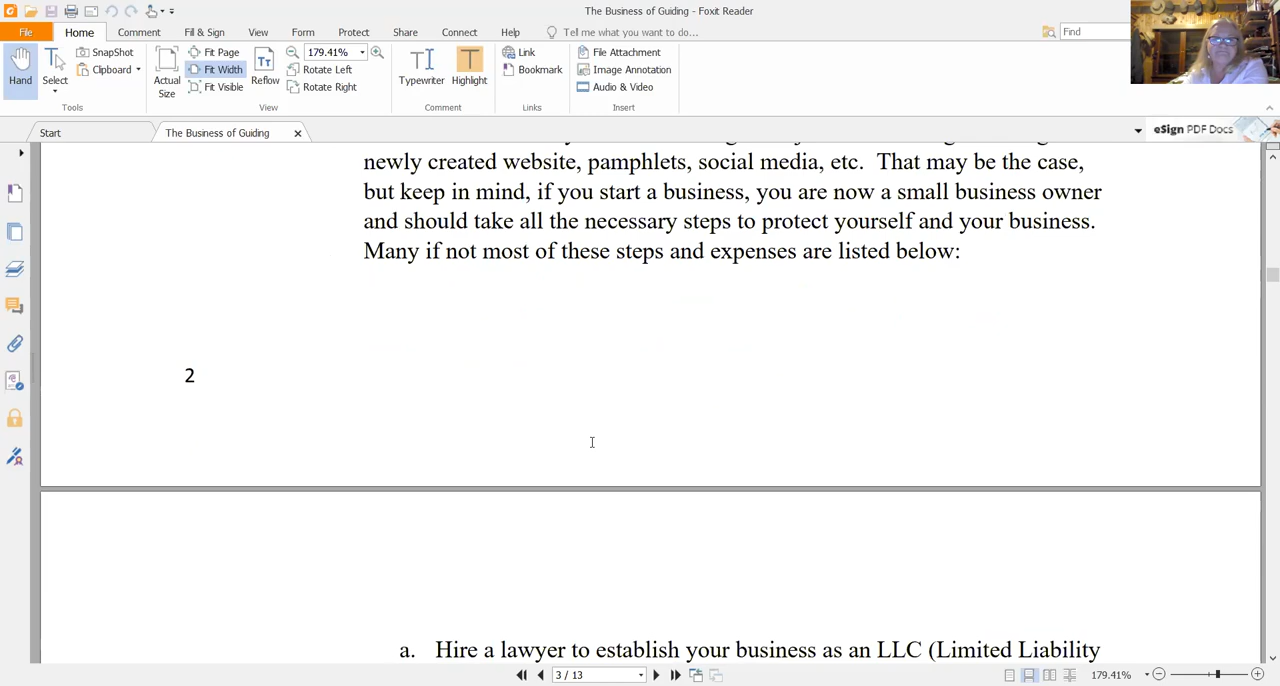 The Business of Guiding - Foxit Reader
File Home Comment View Form Fill & Sign Protect Share Connect Help Tell me what you want to do... Find
Hand
Select
SnapShot
Clipboard
Tools
Actual Size
Fit Page
Fit Width
Fit Visible
Reflow
179.41%
Rotate Left
Rotate Right
View
Typewriter
Highlight
Comment
Link
Bookmark
Links
File Attachment
Image Annotation
Audio & Video
Insert
Start
The Business of Guiding
eSign PDF Docs
newly created website, pamphlets, social media, etc. That may be the case,
but keep in mind, if you start a business, you are now a small business owner
and should take all the necessary steps to protect yourself and your business.
Many if not most of these steps and expenses are listed below:
2
a. Hire a lawyer to establish your business as an LLC (Limited Liability
3 / 13
179.41%